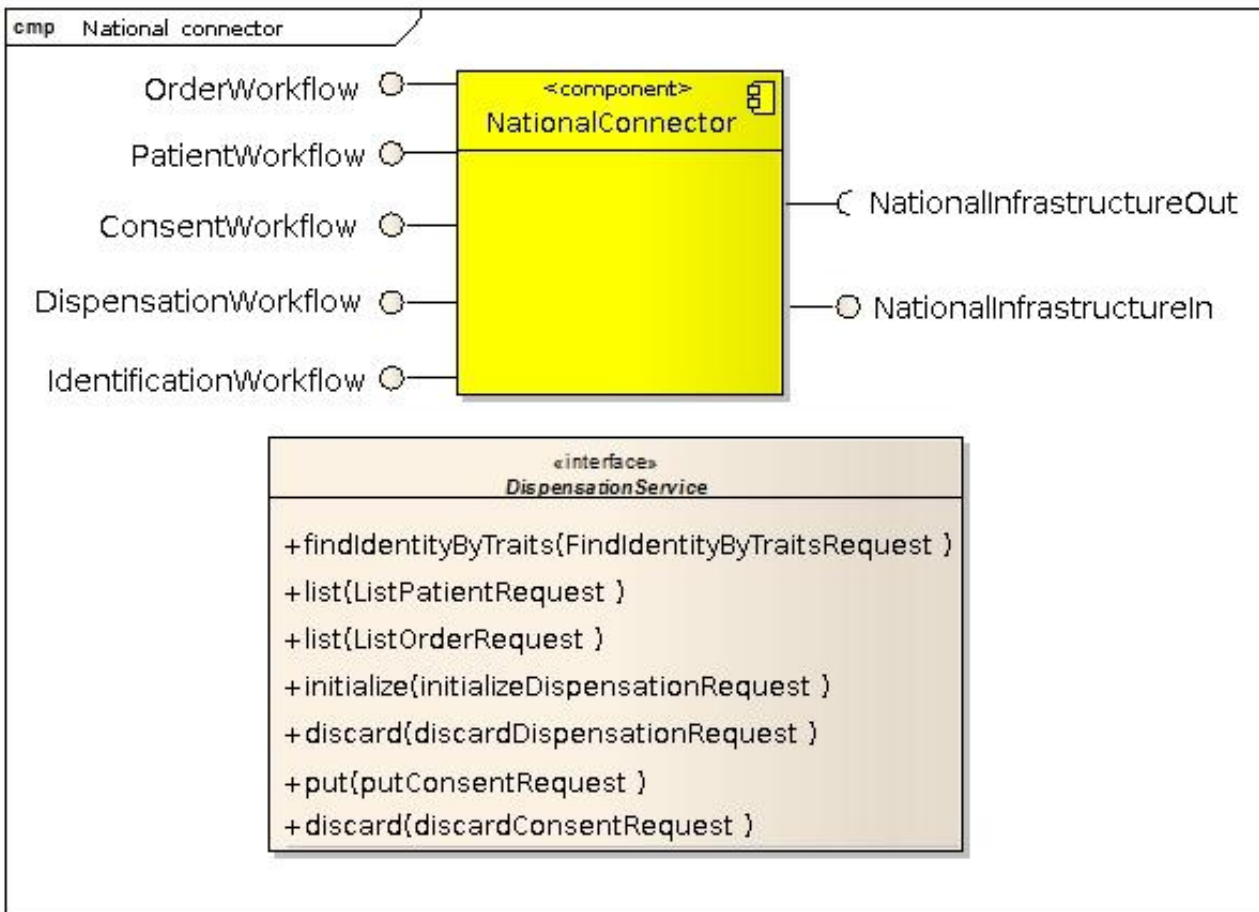 cmp National connector
OrderWorkflow
<component>
NationalConnector
PatientWorkflow
ConsentWorkflow
NationalInfrastructureOut
DispensationWorkflow
NationalInfrastructureIn
IdentificationWorkflow
«interface»
DispensationService
+findIdentityByTraits(FindIdentityByTraitsRequest )
+list(ListPatientRequest )
+list(ListOrderRequest )
+initialize(initializeDispensationRequest )
+discard(discardDispensationRequest )
+put(putConsentRequest )
+discard(discardConsentRequest )